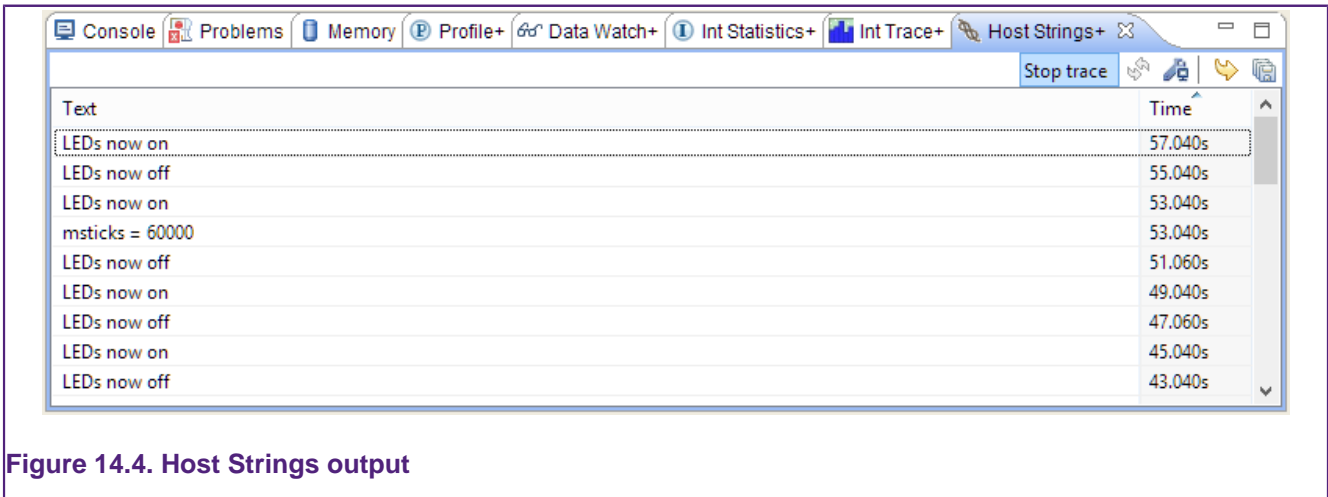 Console Problems Memory Profile+ Data Watch+ Int Statistics+ Int Trace+ Host Strings+
Stop trace
Text Time
LEDs now on 57.040s
LEDs now off 55.040s
LEDs now on 53.040s
msticks = 60000 53.040s
LEDs now off 51.060s
LEDs now on 49.040s
LEDs now off 47.060s
LEDs now on 45.040s
LEDs now off 43.040s
Figure 14.4. Host Strings output